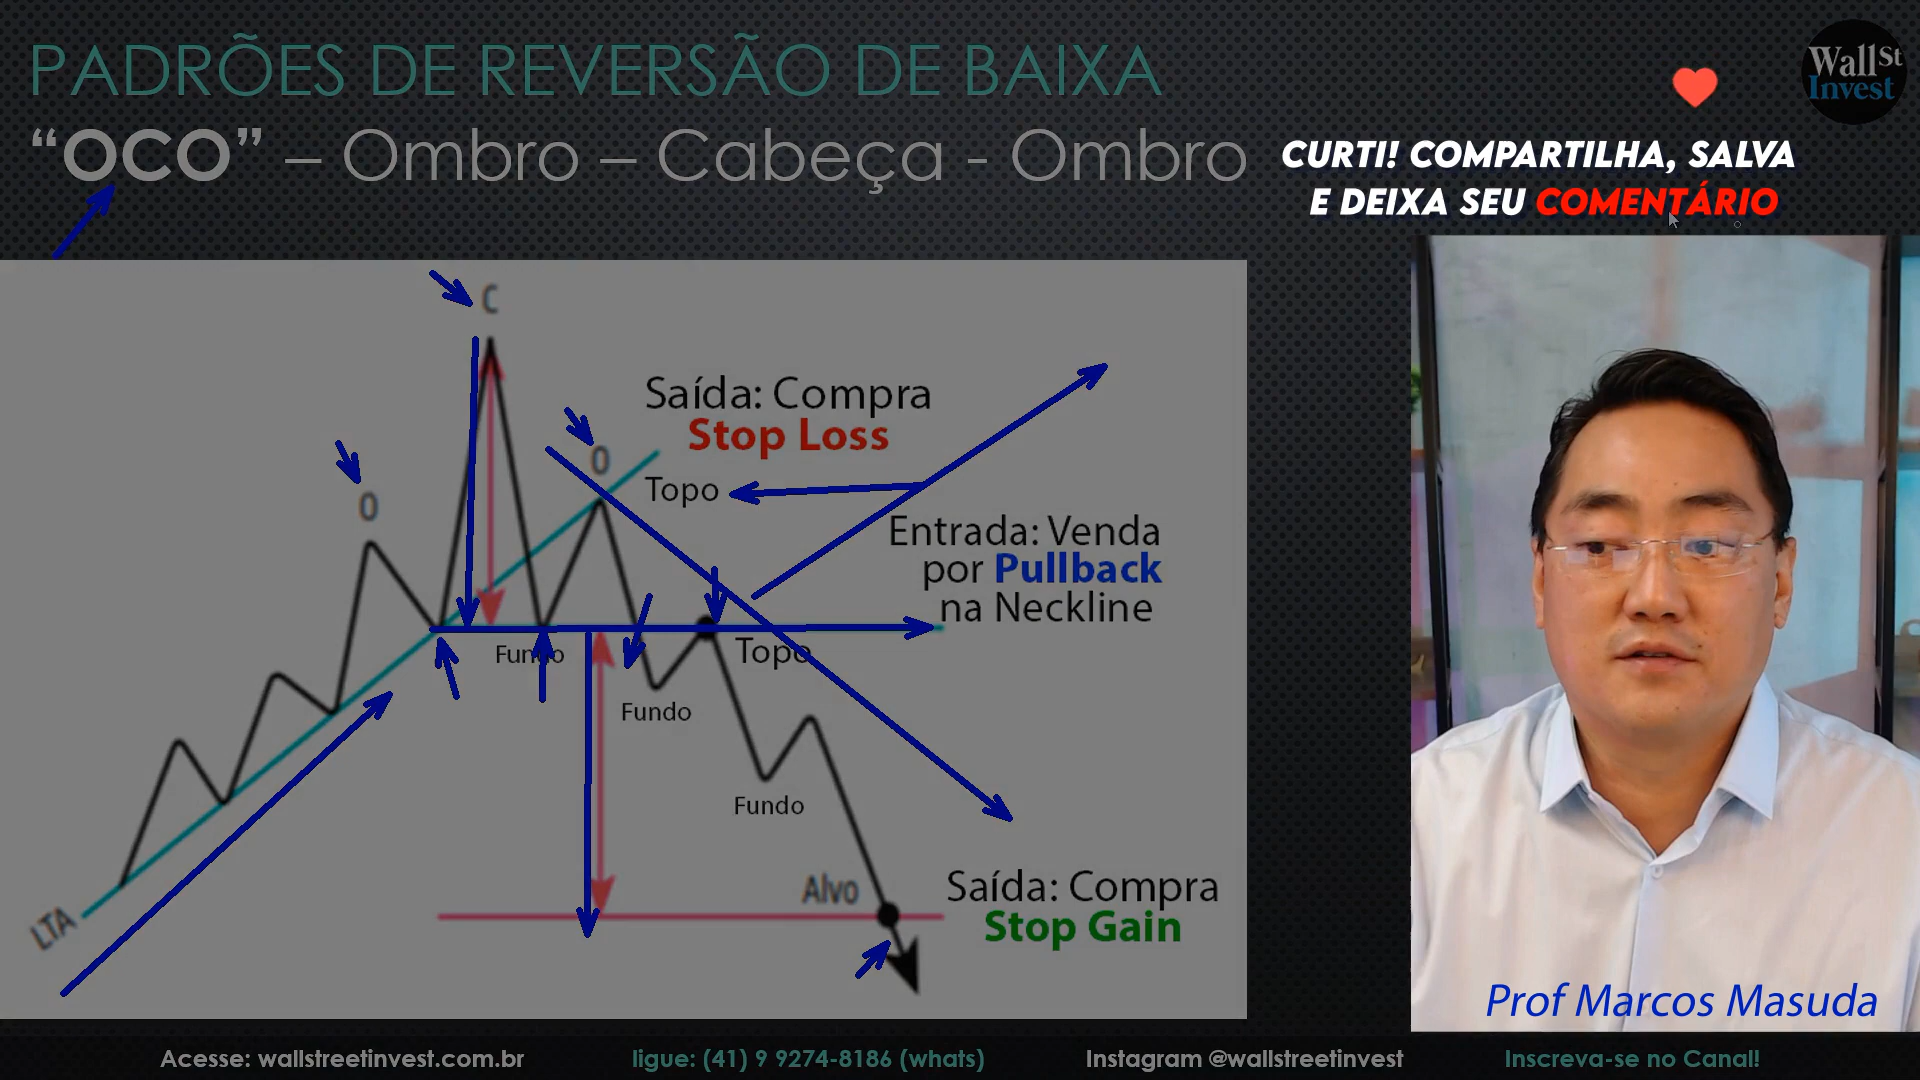 PADRÕES DE REVERSÃO DE BAIXA
“OCO” – Ombro – Cabeça - Ombro
WallSt
Invest
CURTI! COMPARTILHA, SALVA
E DEIXA SEU COMENTÁRIO
C
O
O
Saída: Compra
Stop Loss
Topo
Entrada: Venda
por Pullback
na Neckline
Fundo
Topo
Fundo
Fundo
LTA
Alvo
Saída: Compra
Stop Gain
Prof Marcos Masuda
Acesse: wallstreetinvest.com.br
ligue: (41) 9 9274-8186 (whats)
Instagram @wallstreetinvest
Inscreva-se no Canal!